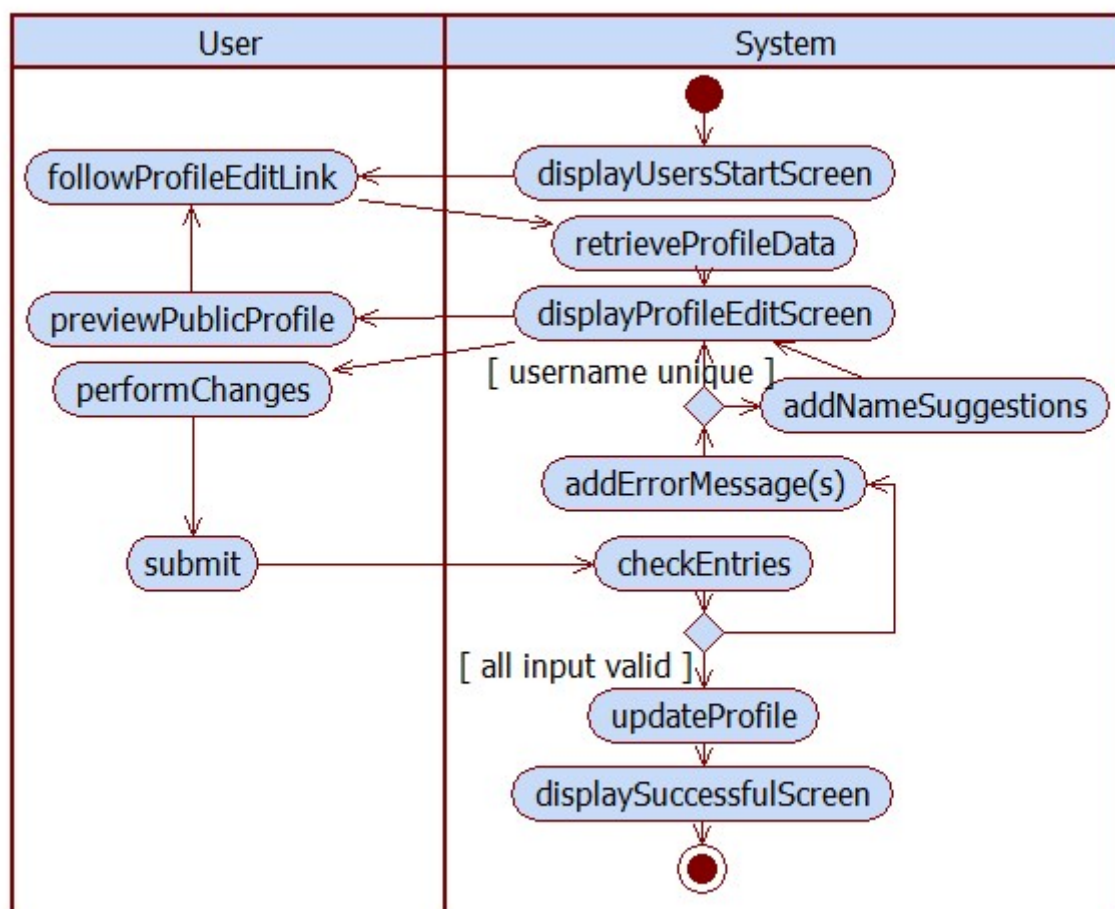 User
System
displayUsersStartScreen
followProfileEditLink
retrieveProfileData
displayProfileEditScreen
previewPublicProfile
performChanges
[ username unique ]
addNameSuggestions
addErrorMessage(s)
submit
checkEntries
[ all input valid ]
updateProfile
displaySuccessfulScreen